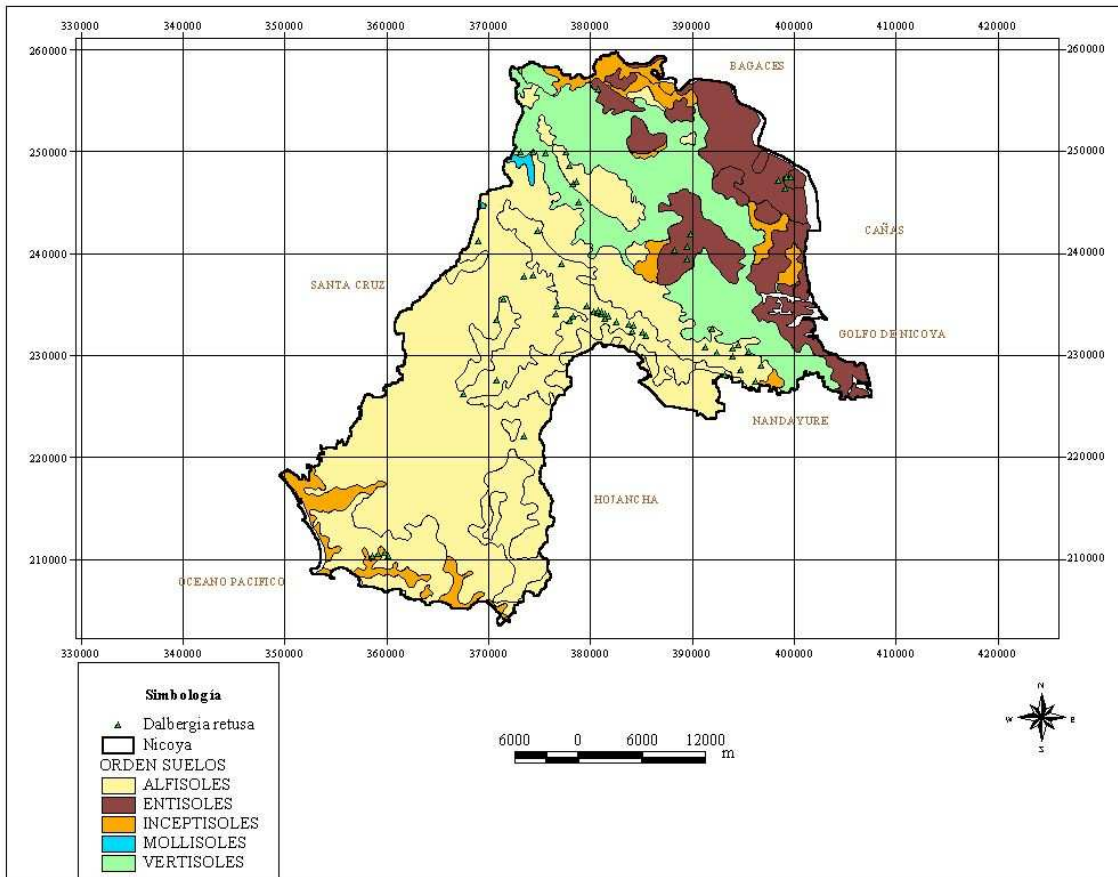 330000 340000 350000 360000 370000 380000 390000 400000 410000 420000
260000 260000
BAGACES
250000 250000
CAÑAS
240000 240000
SANTA CRUZ
GOLFO DE NICOYA
230000 230000
NANDAYURE
220000 220000
HOJANCHA
210000 210000
OCEANO PACIFICO
330000 340000 350000 360000 370000 380000 390000 400000 410000 420000
Simbología
Dalbergia retusa
Nicoya
ORDEN SUELOS
ALFISOLES
ENTISOLES
INCEPTISOLES
MOLLISOLES
VERTISOLES
6000 0 6000 12000
m
N
W E
S